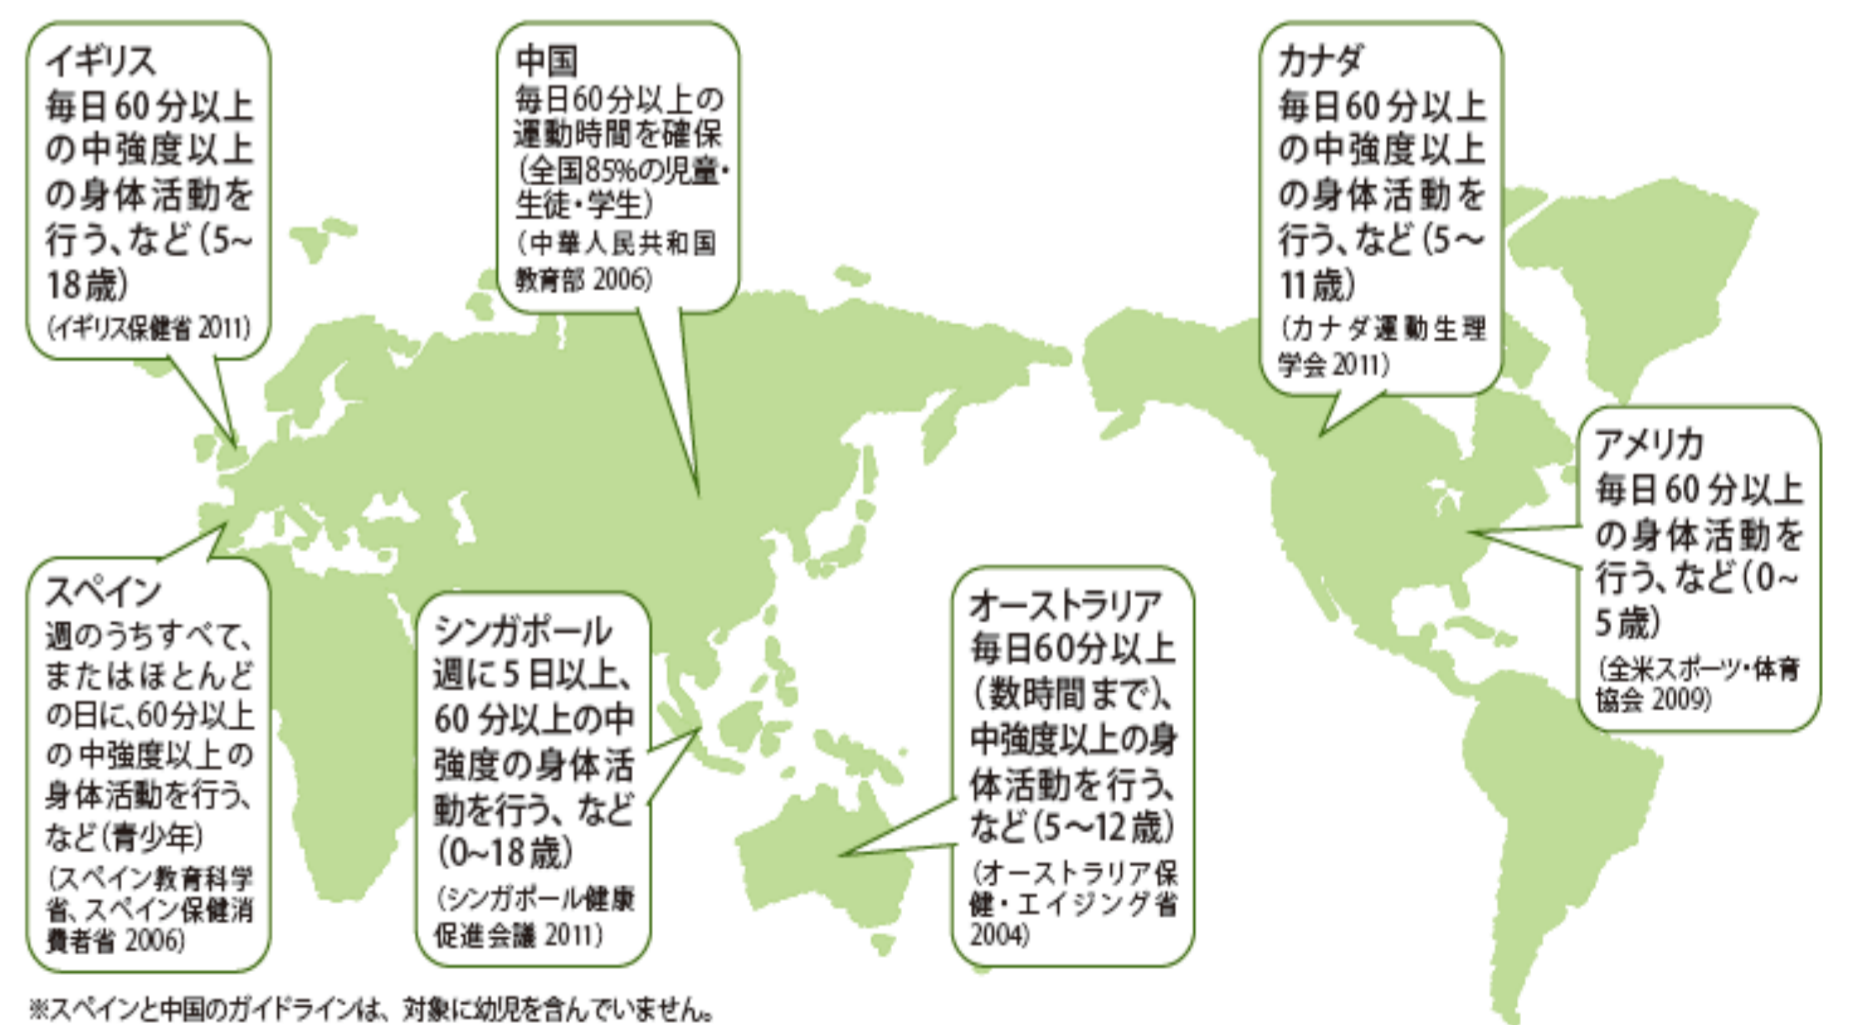 イギリス
毎日60分以上
の中強度以上
の身体活動を
行う、など（5~
18歳）
（イギリス保健省 2011）
中国
毎日60分以上の
運動時間を確保
（全国85%の児童・
生徒・学生）
（中華人民共和国
教育部 2006）
カナダ
毎日60分以上
の中強度以上
の身体活動を
行う、など（5～
11歳）
（カナダ運動生理
学会 2011）
アメリカ
毎日60分以上
の身体活動を
行う、など（0~
5歳）
（全米スポーツ・体育
協会 2009）
スペイン
週のうちすべて、
またはほとんど
の日に、60分以上
の中強度以上の
身体活動を行う、
など（青少年）
（スペイン教育科学
省、スペイン保健消
費者省 2006）
シンガポール
週に5日以上、
60分以上の中
強度の身体活
動を行う、など
（0~18歳）
（シンガポール健康
促進会議 2011）
オーストラリア
毎日60分以上
（数時間まで）、
中強度以上の身
体活動を行う、
など（5～12歳）
（オーストラリア保
健・エイジング省
2004）
※スペインと中国のガイドラインは、対象に幼児を含んでいません。